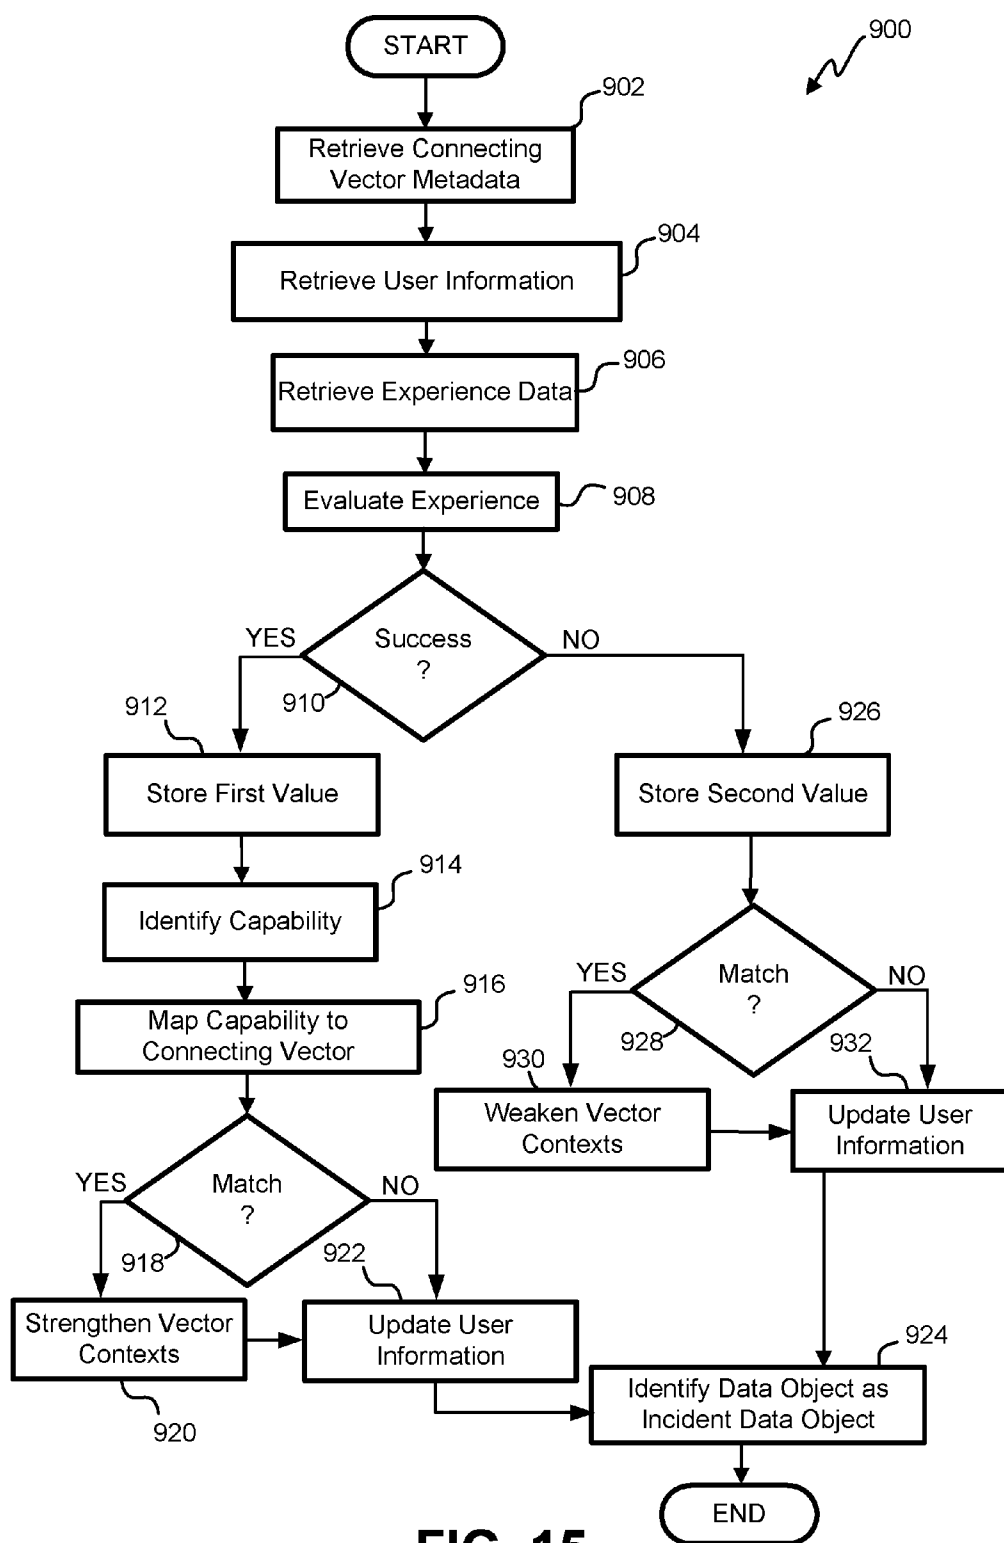 START
900
902
Retrieve Connecting
Vector Metadata
904
Retrieve User Information
906
Retrieve Experience Data
Evaluate Experience
908
YES
Success
?
NO
910
912
926
Store First Value
Store Second Value
914
Identify Capability
YES
Match
?
NO
928
916
Map Capability to
Connecting Vector
930
932
Weaken Vector
Contexts
Update User
Information
YES
Match
?
NO
918
922
Strengthen Vector
Contexts
Update User
Information
920
924
Identify Data Object as
Incident Data Object
END
FIG. 15